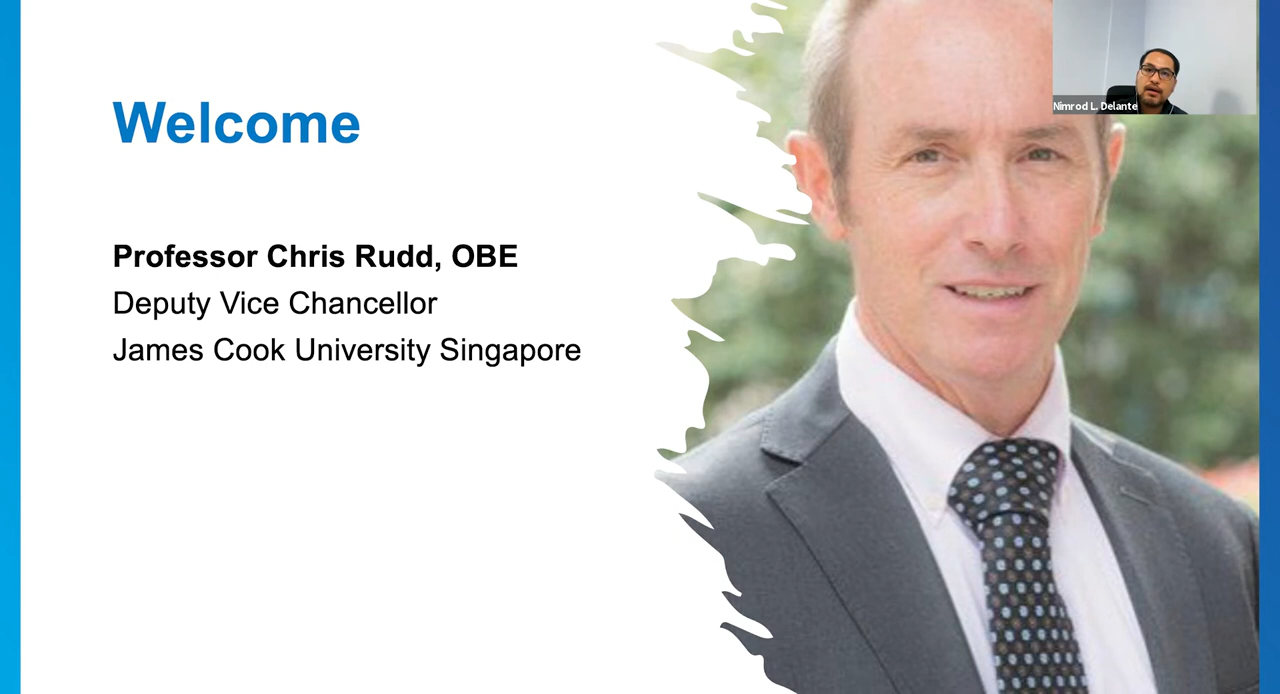 Welcome
Professor Chris Rudd, OBE
Deputy Vice Chancellor
James Cook University Singapore
Nimrod L. Delante